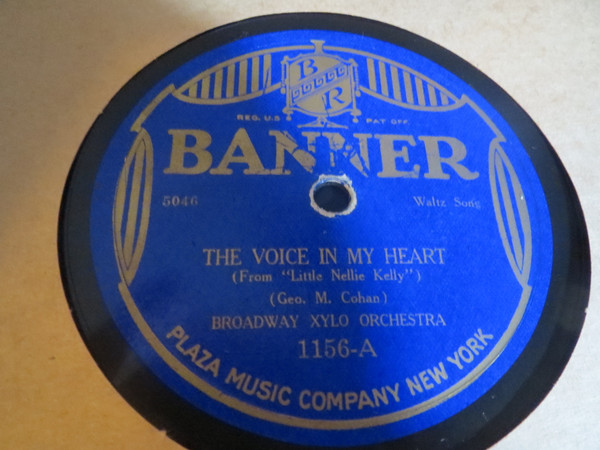 B
R
REG. U.S. PAT OFF.
BANNER
5046 Waltz Song
THE VOICE IN MY HEART
(From "Little Nellie Kelly")
(Geo. M. Cohan)
BROADWAY XYLO ORCHESTRA
1156-A
PLAZA MUSIC COMPANY NEW YORK